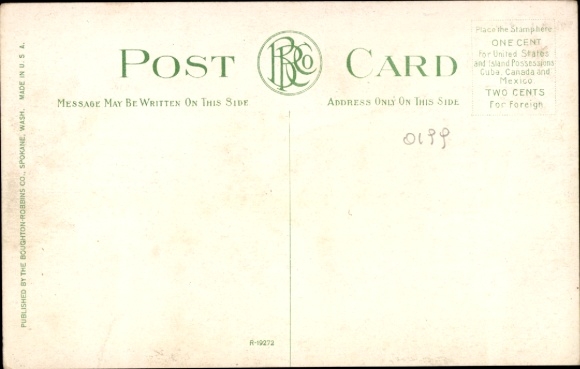 POST CARD
BRCo
MESSAGE MAY BE WRITTEN ON THIS SIDE
ADDRESS ONLY ON THIS SIDE
Place the Stamp here
ONE CENT
For United States
and Island Possessions
Cuba, Canada and
Mexico
TWO CENTS
For Foreign.
0199
PUBLISHED BY THE BOUGHTON-ROBBINS CO., SPOKANE, WASH. MADE IN U.S.A.
R-19273